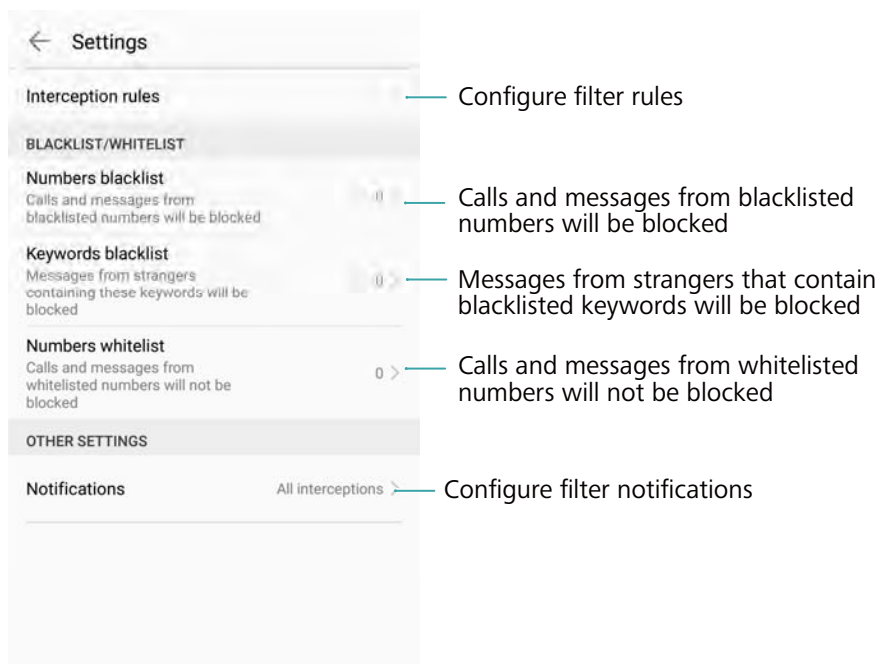 Settings
Interception rules
Configure filter rules
BLACKLIST/WHITELIST
Numbers blacklist
Calls and messages from
blacklisted numbers will be blocked
0
Calls and messages from blacklisted
numbers will be blocked
Keywords blacklist
Messages from strangers
containing these keywords will be
blocked
0
Messages from strangers that contain
blacklisted keywords will be blocked
Numbers whitelist
Calls and messages from
whitelisted numbers will not be
blocked
0
Calls and messages from whitelisted
numbers will not be blocked
OTHER SETTINGS
Notifications
All interceptions
Configure filter notifications